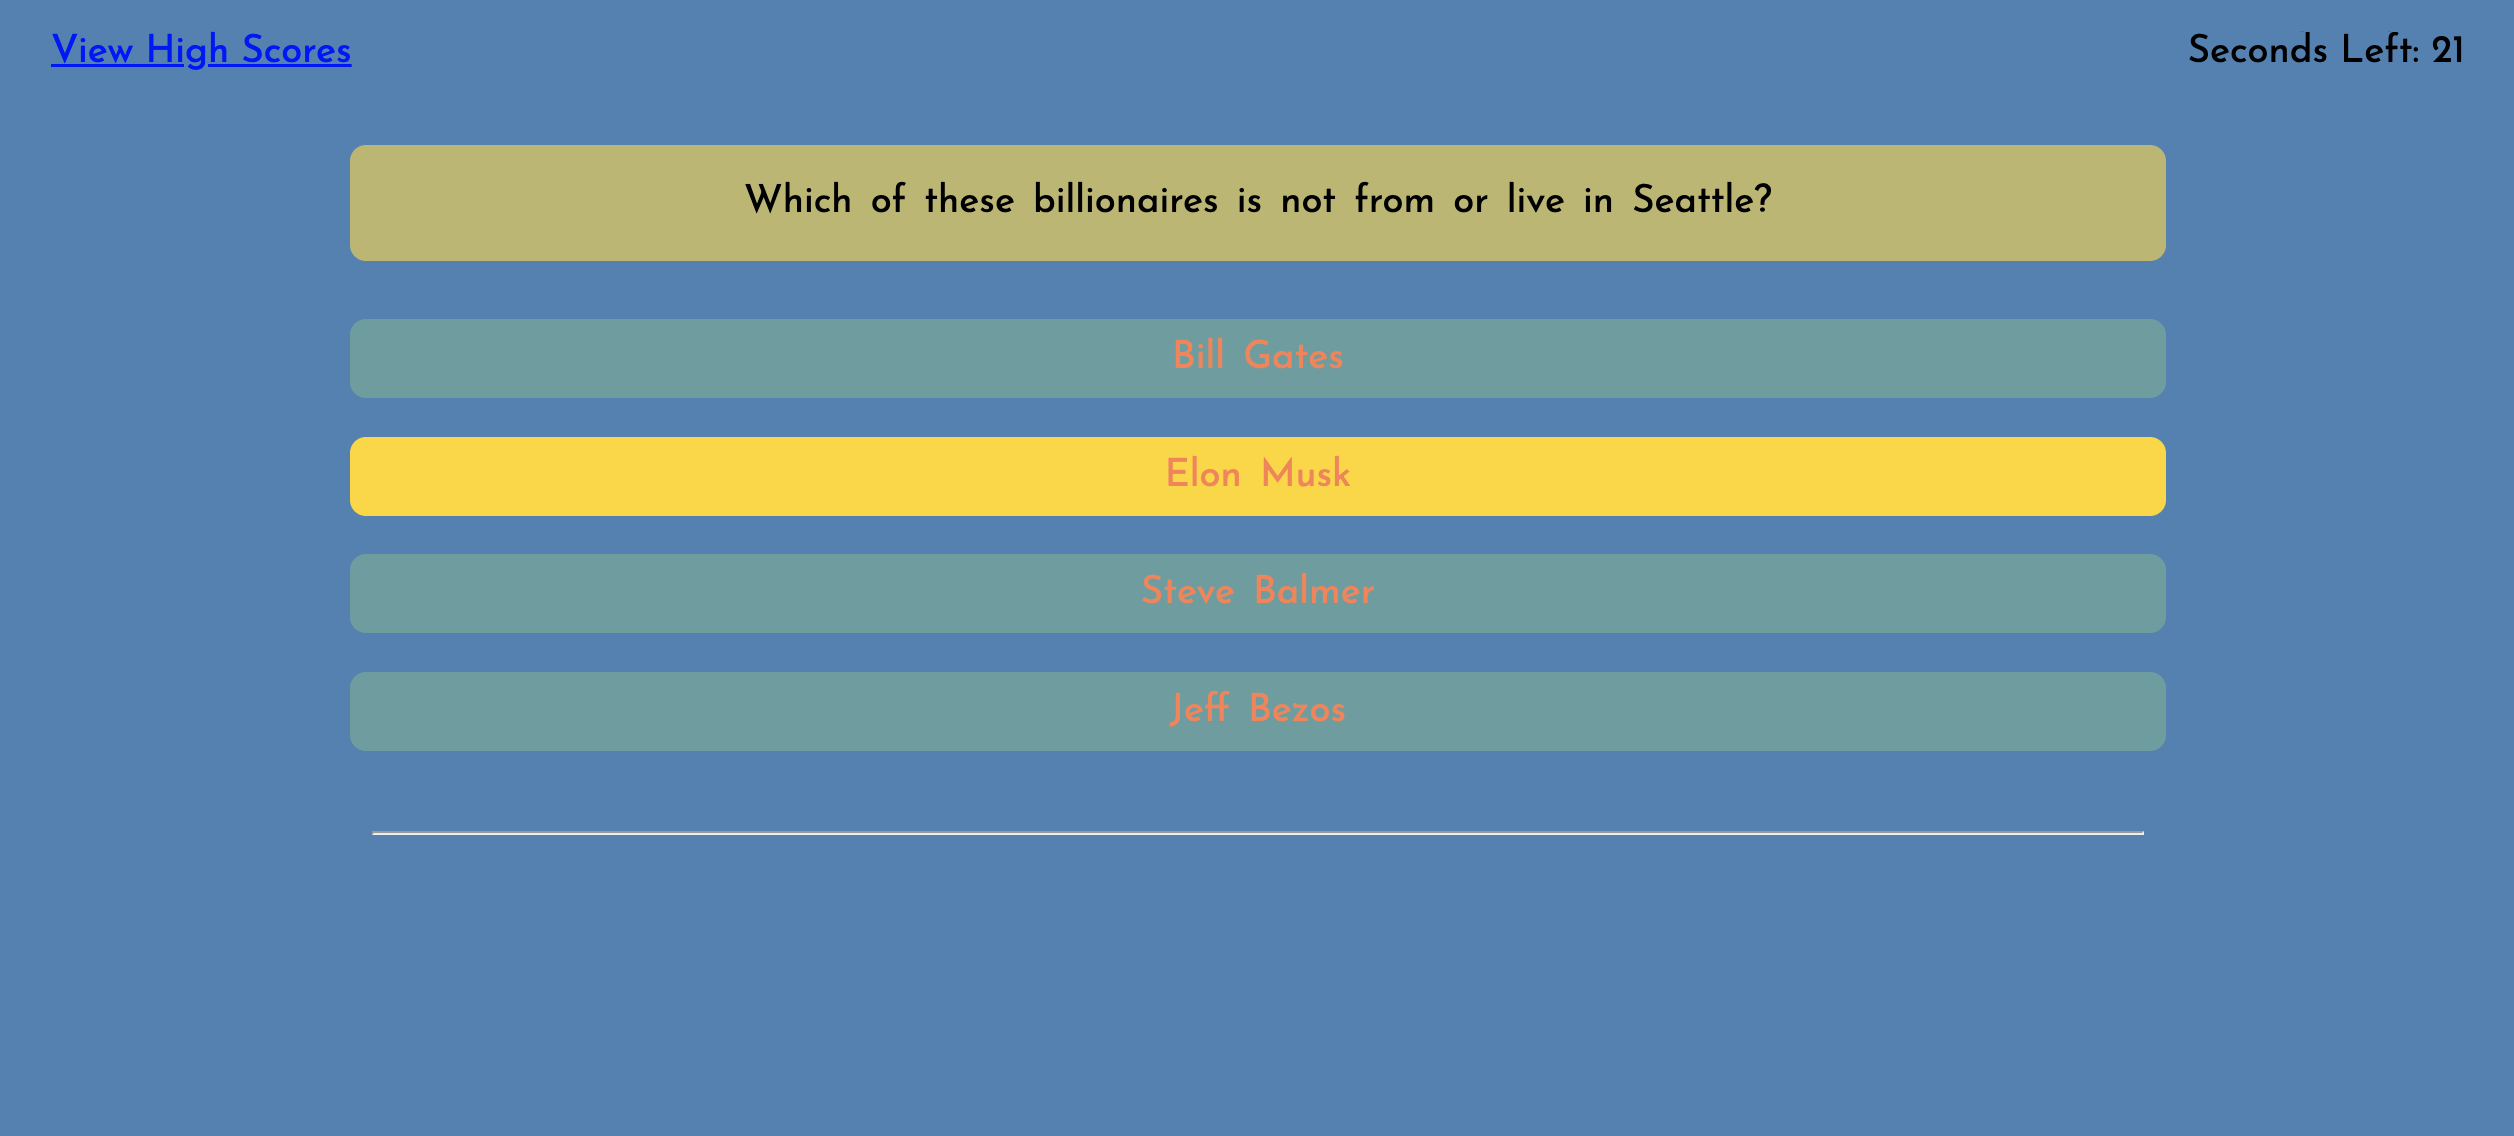 View High Scores
Seconds Left: 21
Which of these billionaires is not from or live in Seattle?
Bill Gates
Elon Musk
Steve Balmer
Jeff Bezos